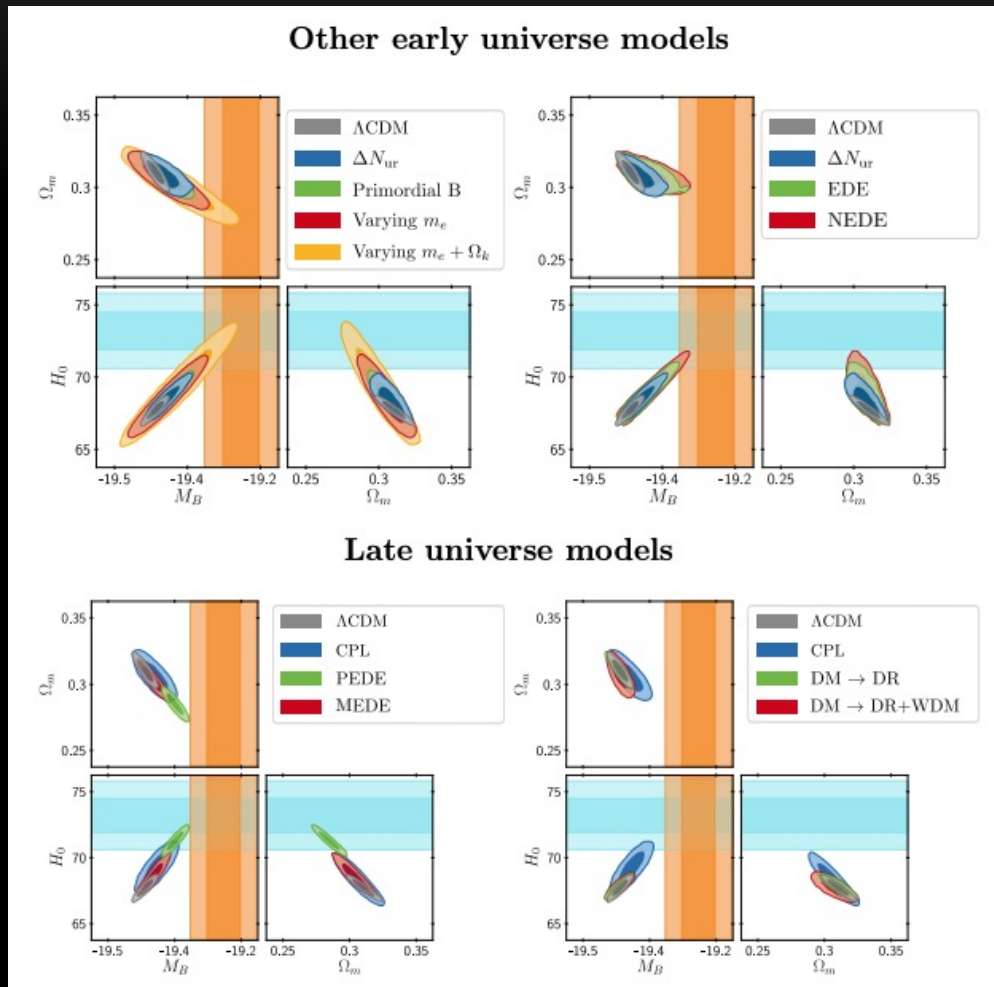 Other early universe models
0.35
0.3
0.25
Ω_m
ΛCDM
ΔN_ur
Primordial B
Varying m_e
Varying m_e + Ω_k
75
70
65
H_0
-19.5
-19.4
-19.2
M_B
0.25
0.3
0.35
Ω_m
0.35
0.3
0.25
Ω_m
ΛCDM
ΔN_ur
EDE
NEDE
75
70
65
H_0
-19.5
-19.4
-19.2
M_B
0.25
0.3
0.35
Ω_m
Late universe models
0.35
0.3
0.25
Ω_m
ΛCDM
CPL
PEDE
MEDE
75
70
65
H_0
-19.5
-19.4
-19.2
M_B
0.25
0.3
0.35
Ω_m
0.35
0.3
0.25
Ω_m
ΛCDM
CPL
DM → DR
DM → DR+WDM
75
70
65
H_0
-19.5
-19.4
-19.2
M_B
0.25
0.3
0.35
Ω_m